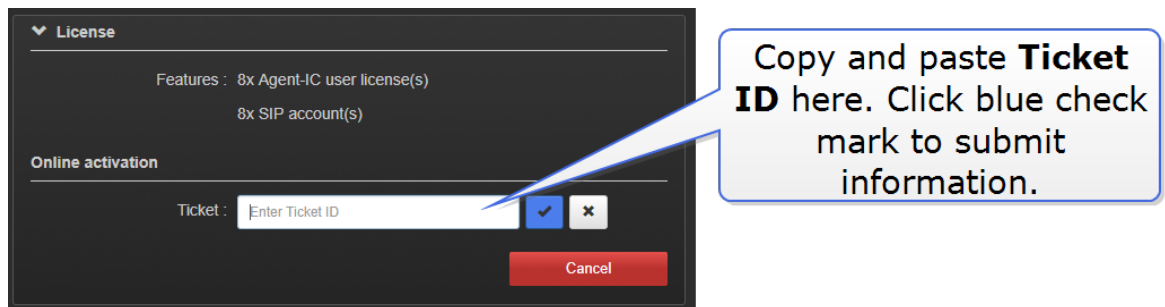 License
Features : 8x Agent-IC user license(s)
8x SIP account(s)
Online activation
Ticket : Enter Ticket ID
Cancel
Copy and paste Ticket
ID here. Click blue check
mark to submit
information.